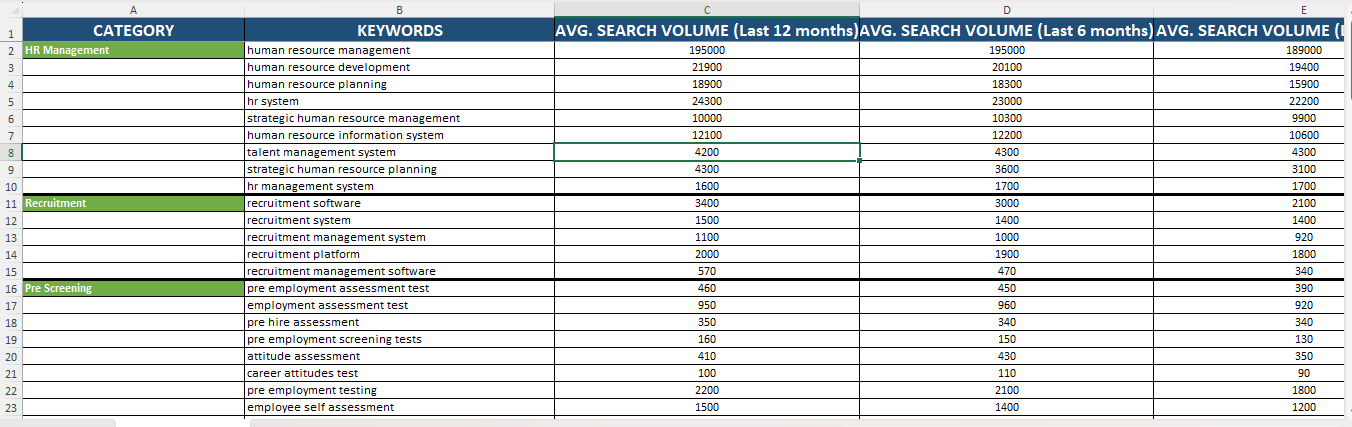 A B C D E
1 CATEGORY KEYWORDS AVG. SEARCH VOLUME (Last 12 months) AVG. SEARCH VOLUME (Last 6 months) AVG. SEARCH VOLUME (
2 HR Management human resource management 195000 195000 189000
3 human resource development 21900 20100 19400
4 human resource planning 18900 18300 15900
5 hr system 24300 23000 22200
6 strategic human resource management 10000 10300 9900
7 human resource information system 12100 12200 10600
8 talent management system 4200 4300 4300
9 strategic human resource planning 4300 3600 3100
10 hr management system 1600 1700 1700
11 Recruitment recruitment software 3400 3000 2100
12 recruitment system 1500 1400 1400
13 recruitment management system 1100 1000 920
14 recruitment platform 2000 1900 1800
15 recruitment management software 570 470 340
16 Pre Screening pre employment assessment test 460 450 390
17 employment assessment test 950 960 920
18 pre hire assessment 350 340 340
19 pre employment screening tests 160 150 130
20 attitude assessment 410 430 350
21 career attitudes test 100 110 90
22 pre employment testing 2200 2100 1800
23 employee self assessment 1500 1400 1200